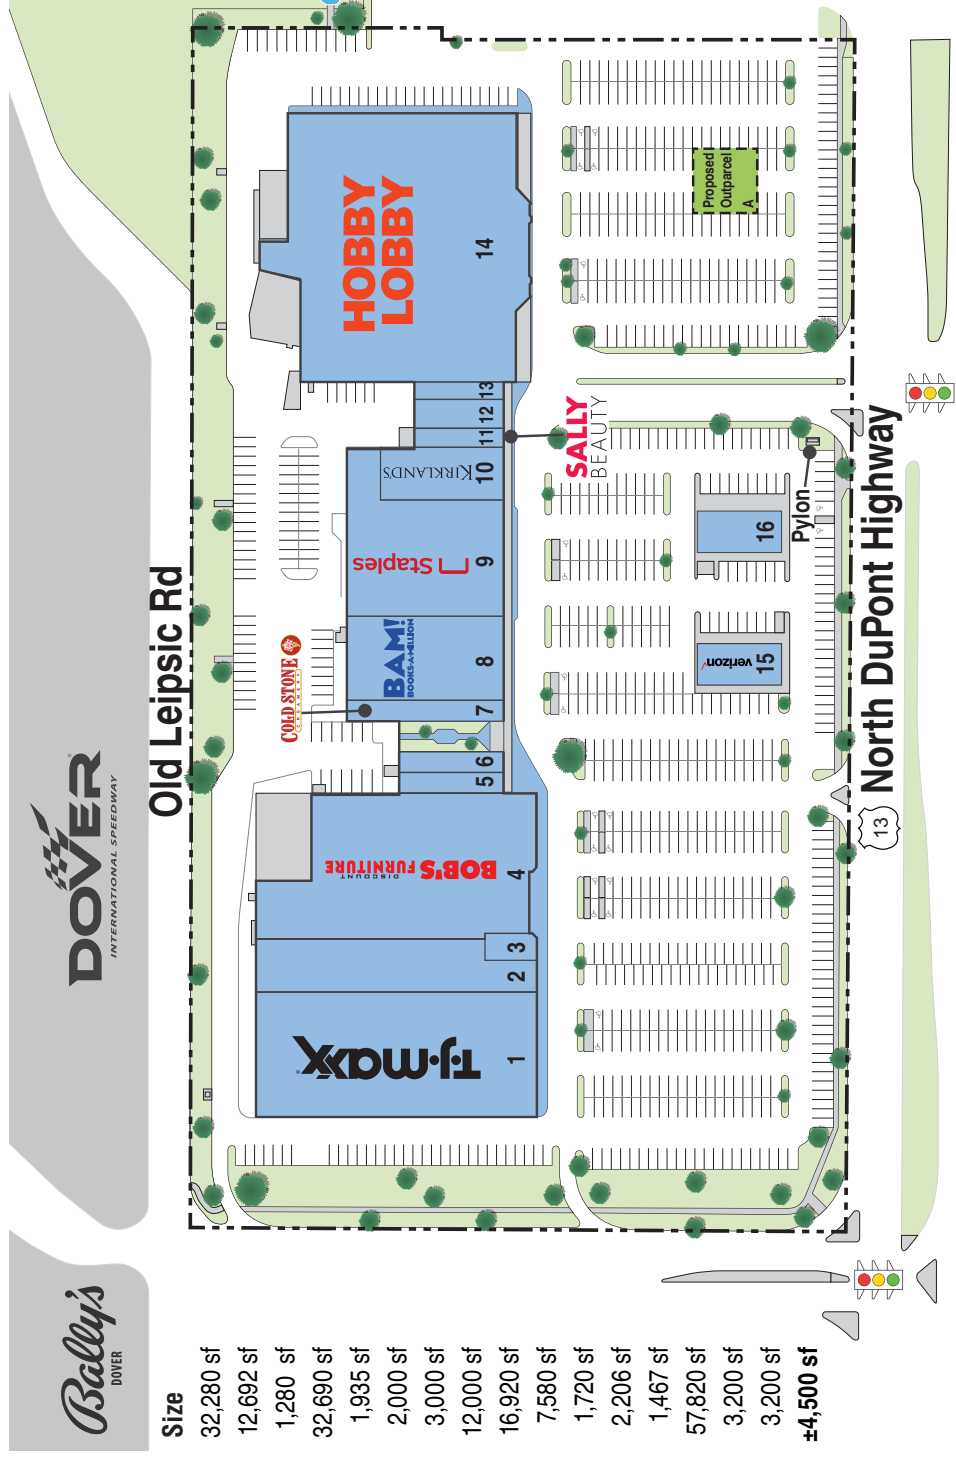 Bally's
DOVER
DOVER
INTERNATIONAL SPEEDWAY
Old Leipsic Rd
Size
32,280 sf
12,692 sf
1,280 sf
32,690 sf
1,935 sf
2,000 sf
3,000 sf
12,000 sf
16,920 sf
7,580 sf
1,720 sf
2,206 sf
1,467 sf
57,820 sf
3,200 sf
3,200 sf
±4,500 sf
T.J.maxx
1
2
3
BOB'S
DISCOUNT
FURNITURE
4
5
6
COLD STONE
CREAMERY
7
BAM!
BOOKS-A-MILLION
8
Staples
9
KIRKLAND'S
10
11
12
13
HOBBY
LOBBY
14
SALLY
BEAUTY
verizon
15
16
Pylon
Proposed
Outparcel
A
North DuPont Highway
13